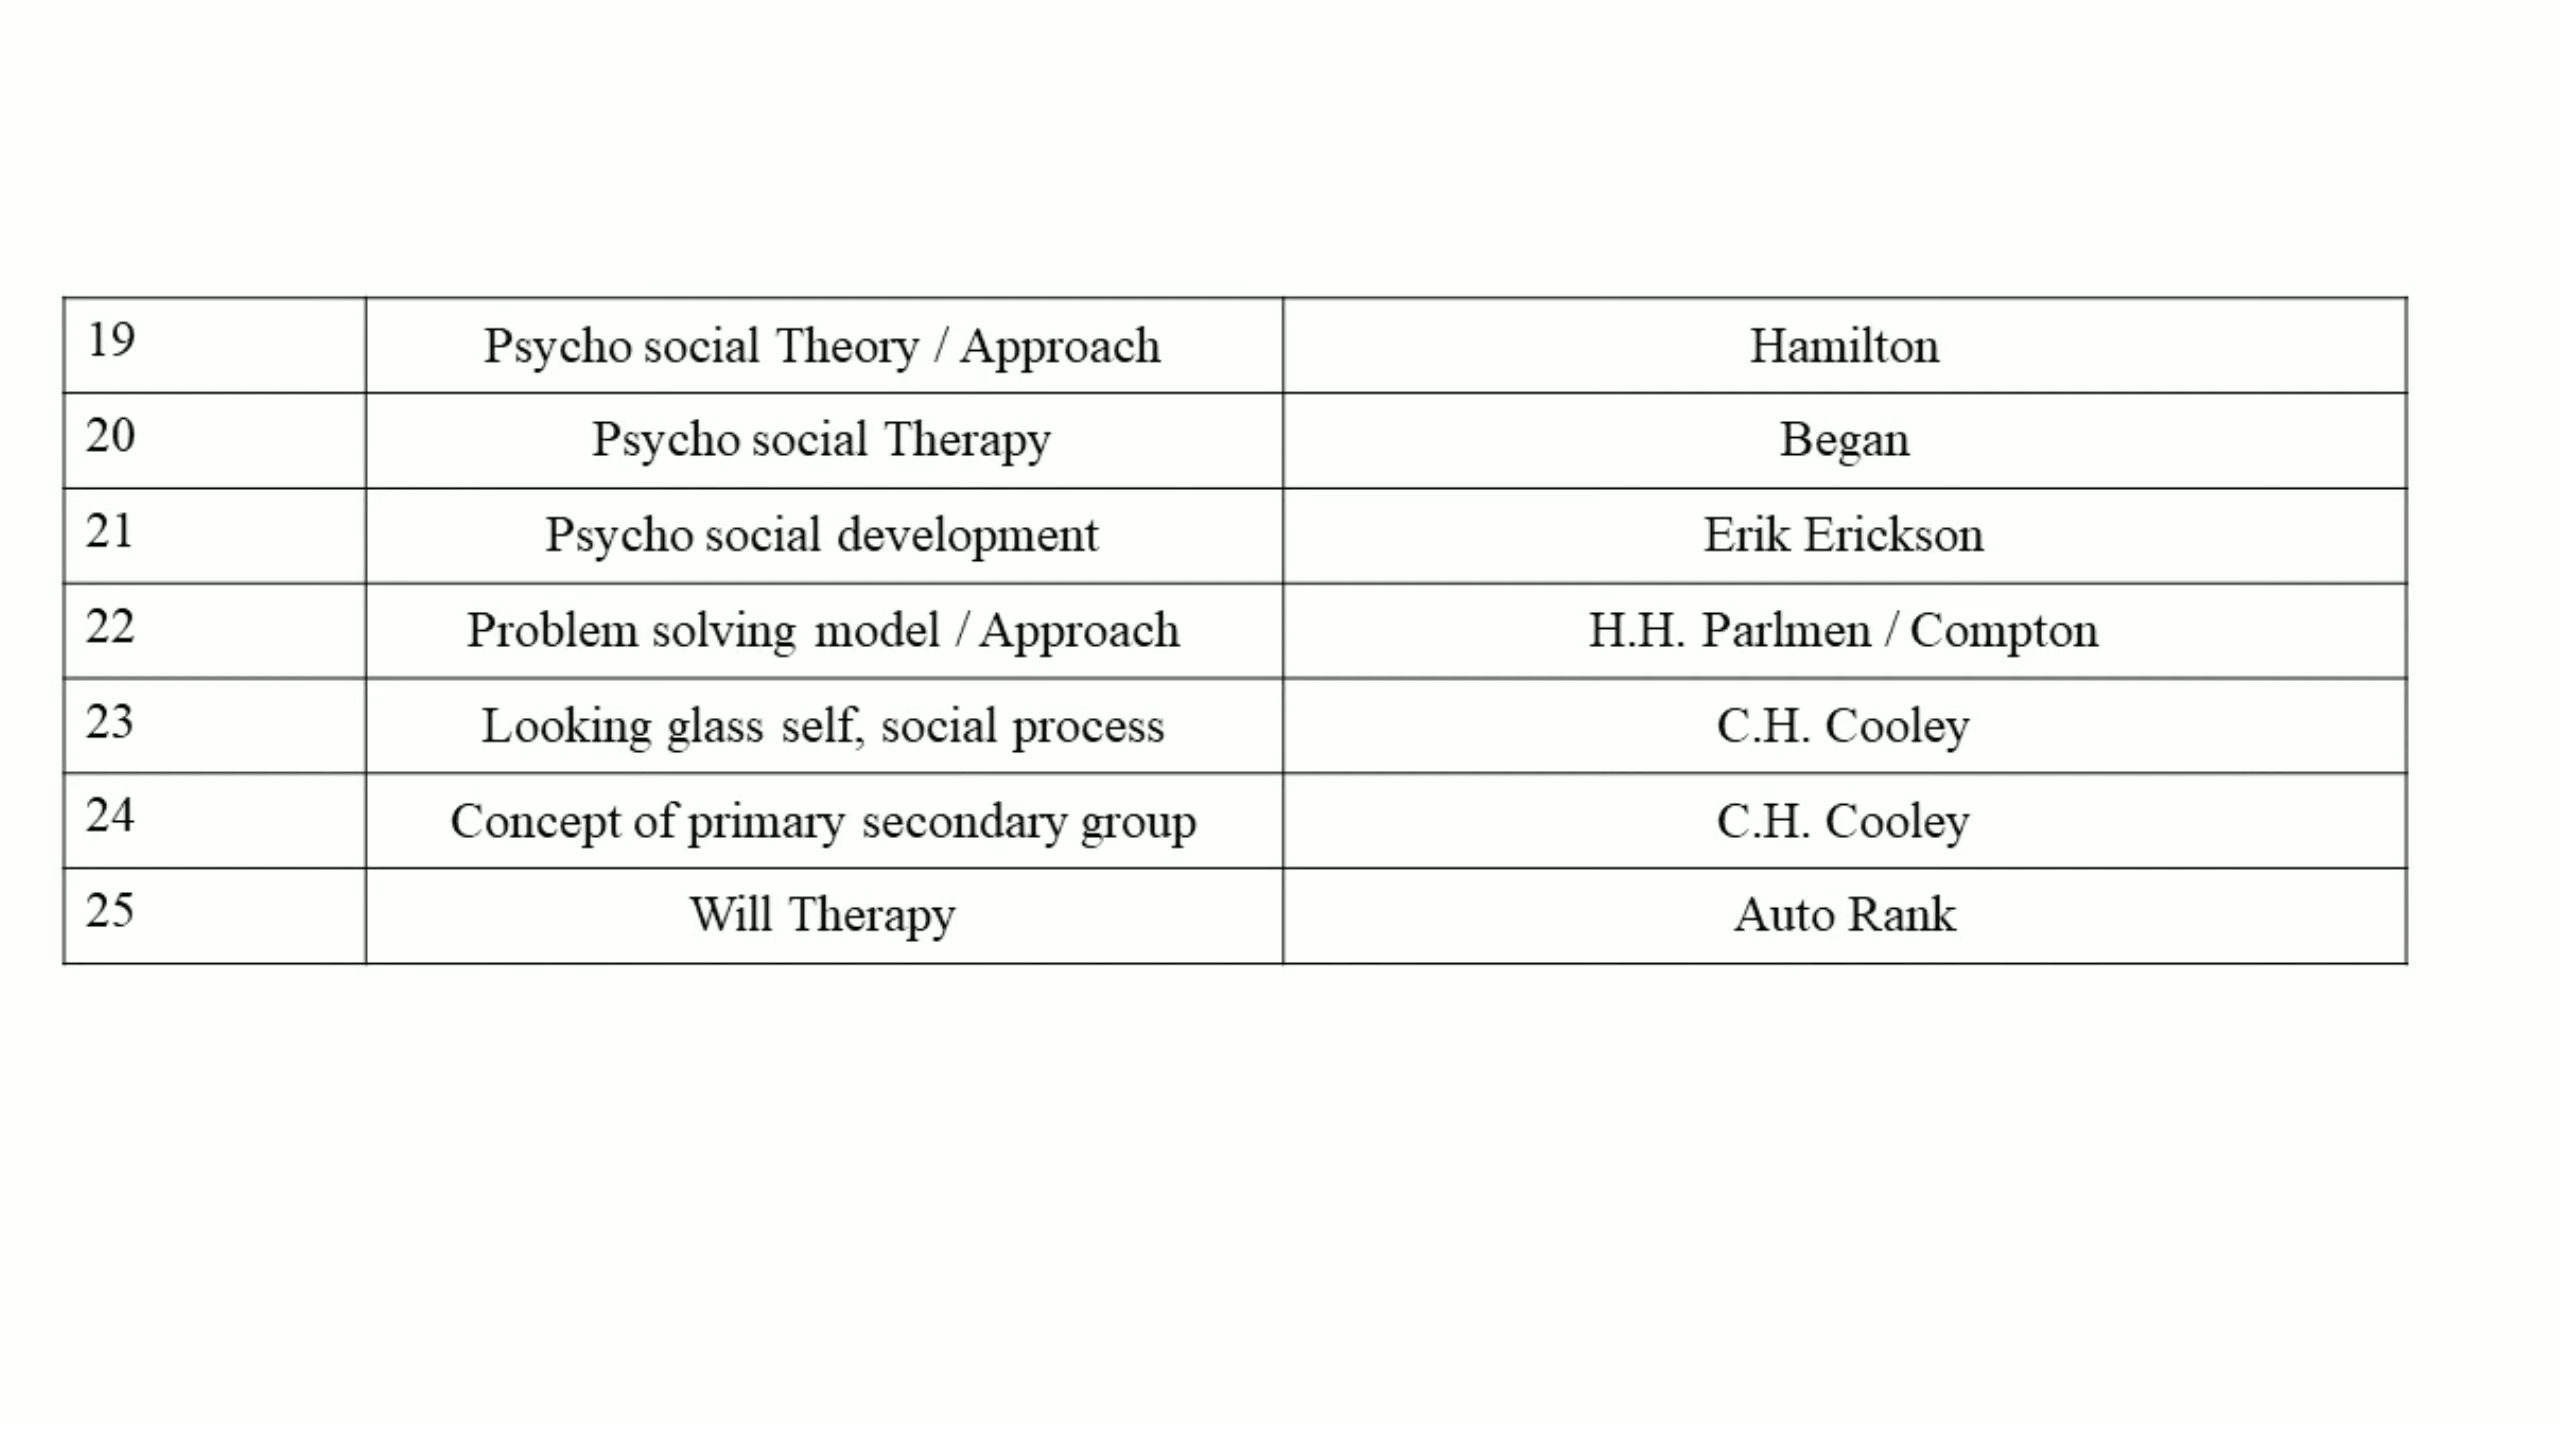 19 Psycho social Theory / Approach Hamilton
20 Psycho social Therapy Began
21 Psycho social development Erik Erickson
22 Problem solving model / Approach H.H. Parlmen / Compton
23 Looking glass self, social process C.H. Cooley
24 Concept of primary secondary group C.H. Cooley
25 Will Therapy Auto Rank